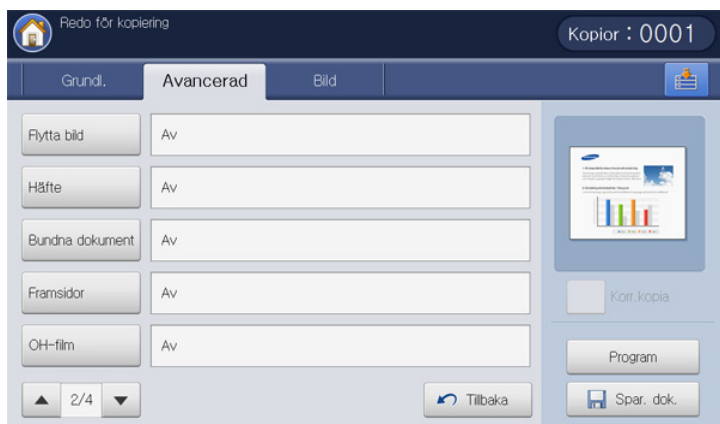 Redo för kopiering
Kopior : 0001
Grundl.
Avancerad
Bild
Flytta bild
Av
Häfte
Av
Bundna dokument
Av
Framsidor
Av
OH-film
Av
Korr.kopia
Program
2/4
Tillbaka
Spar. dok.